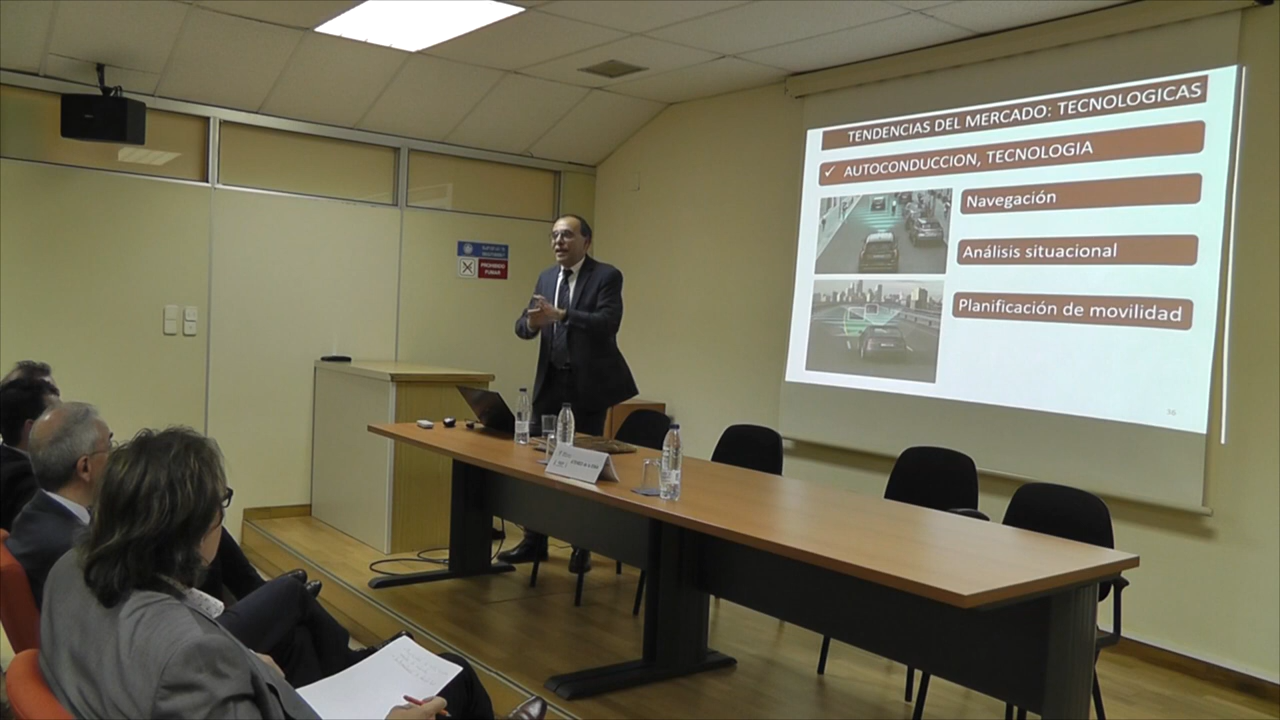 TENDENCIAS DEL MERCADO: TECNOLOGICAS
✓ AUTOCONDUCCION, TECNOLOGIA
Navegación
Análisis situacional
Planificación de movilidad
PROHIBIDO
FUMAR